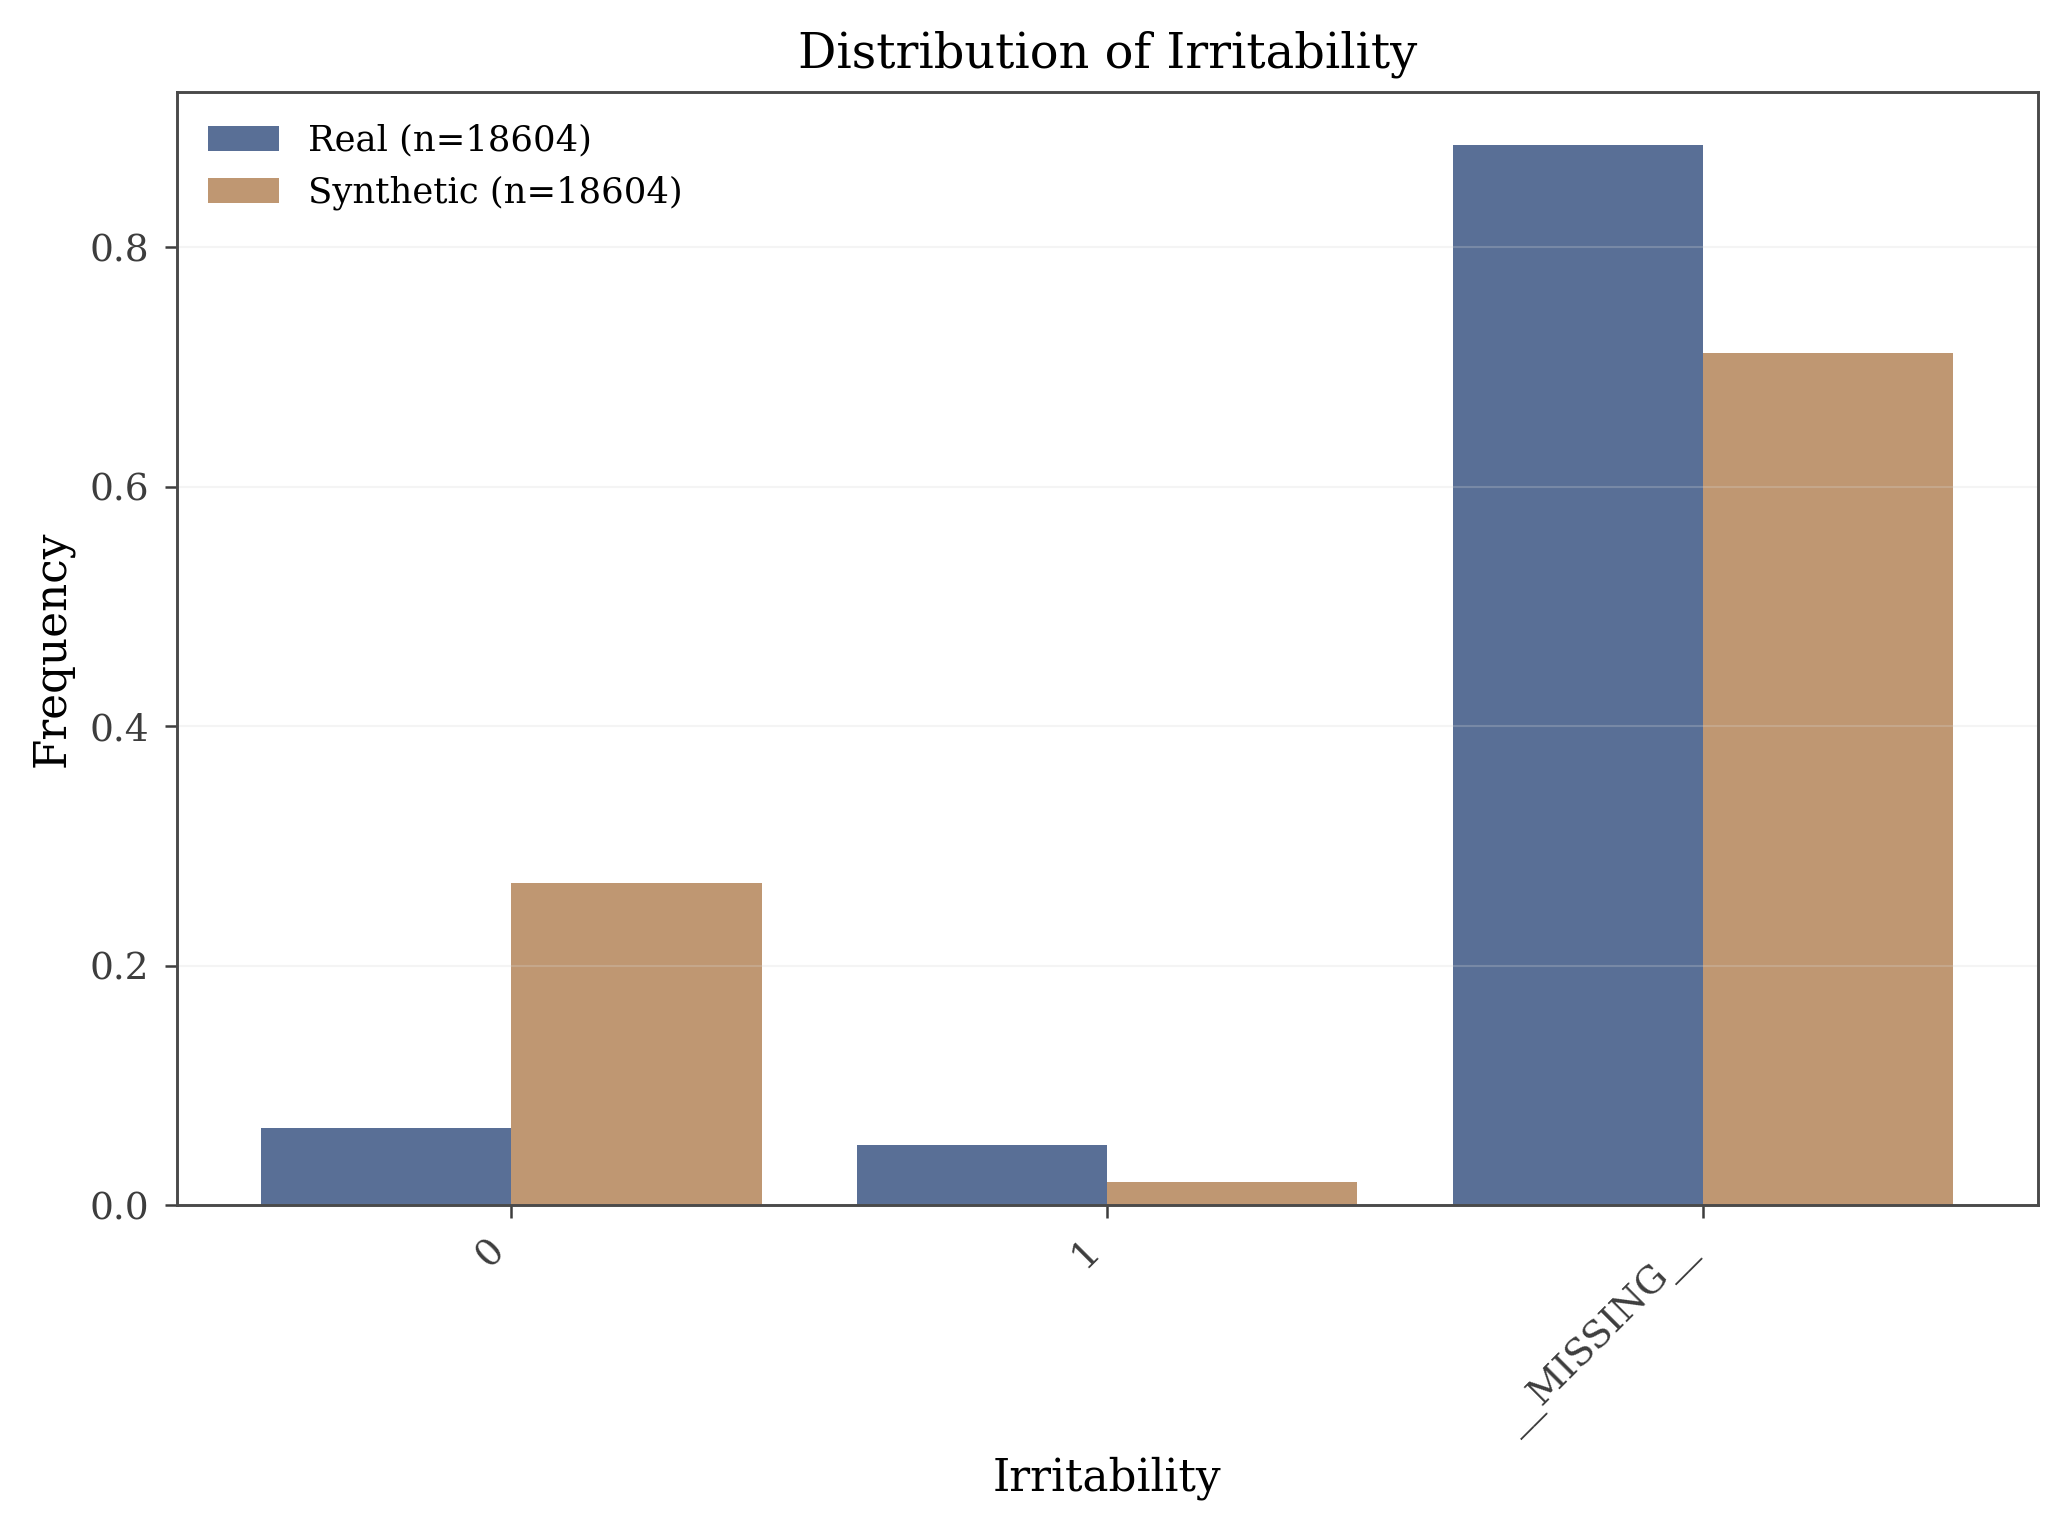 Distribution of Irritability
Real (n=18604)
Synthetic (n=18604)
Frequency
0.8
0.6
0.4
0.2
0.0
0
1
__MISSING__
Irritability